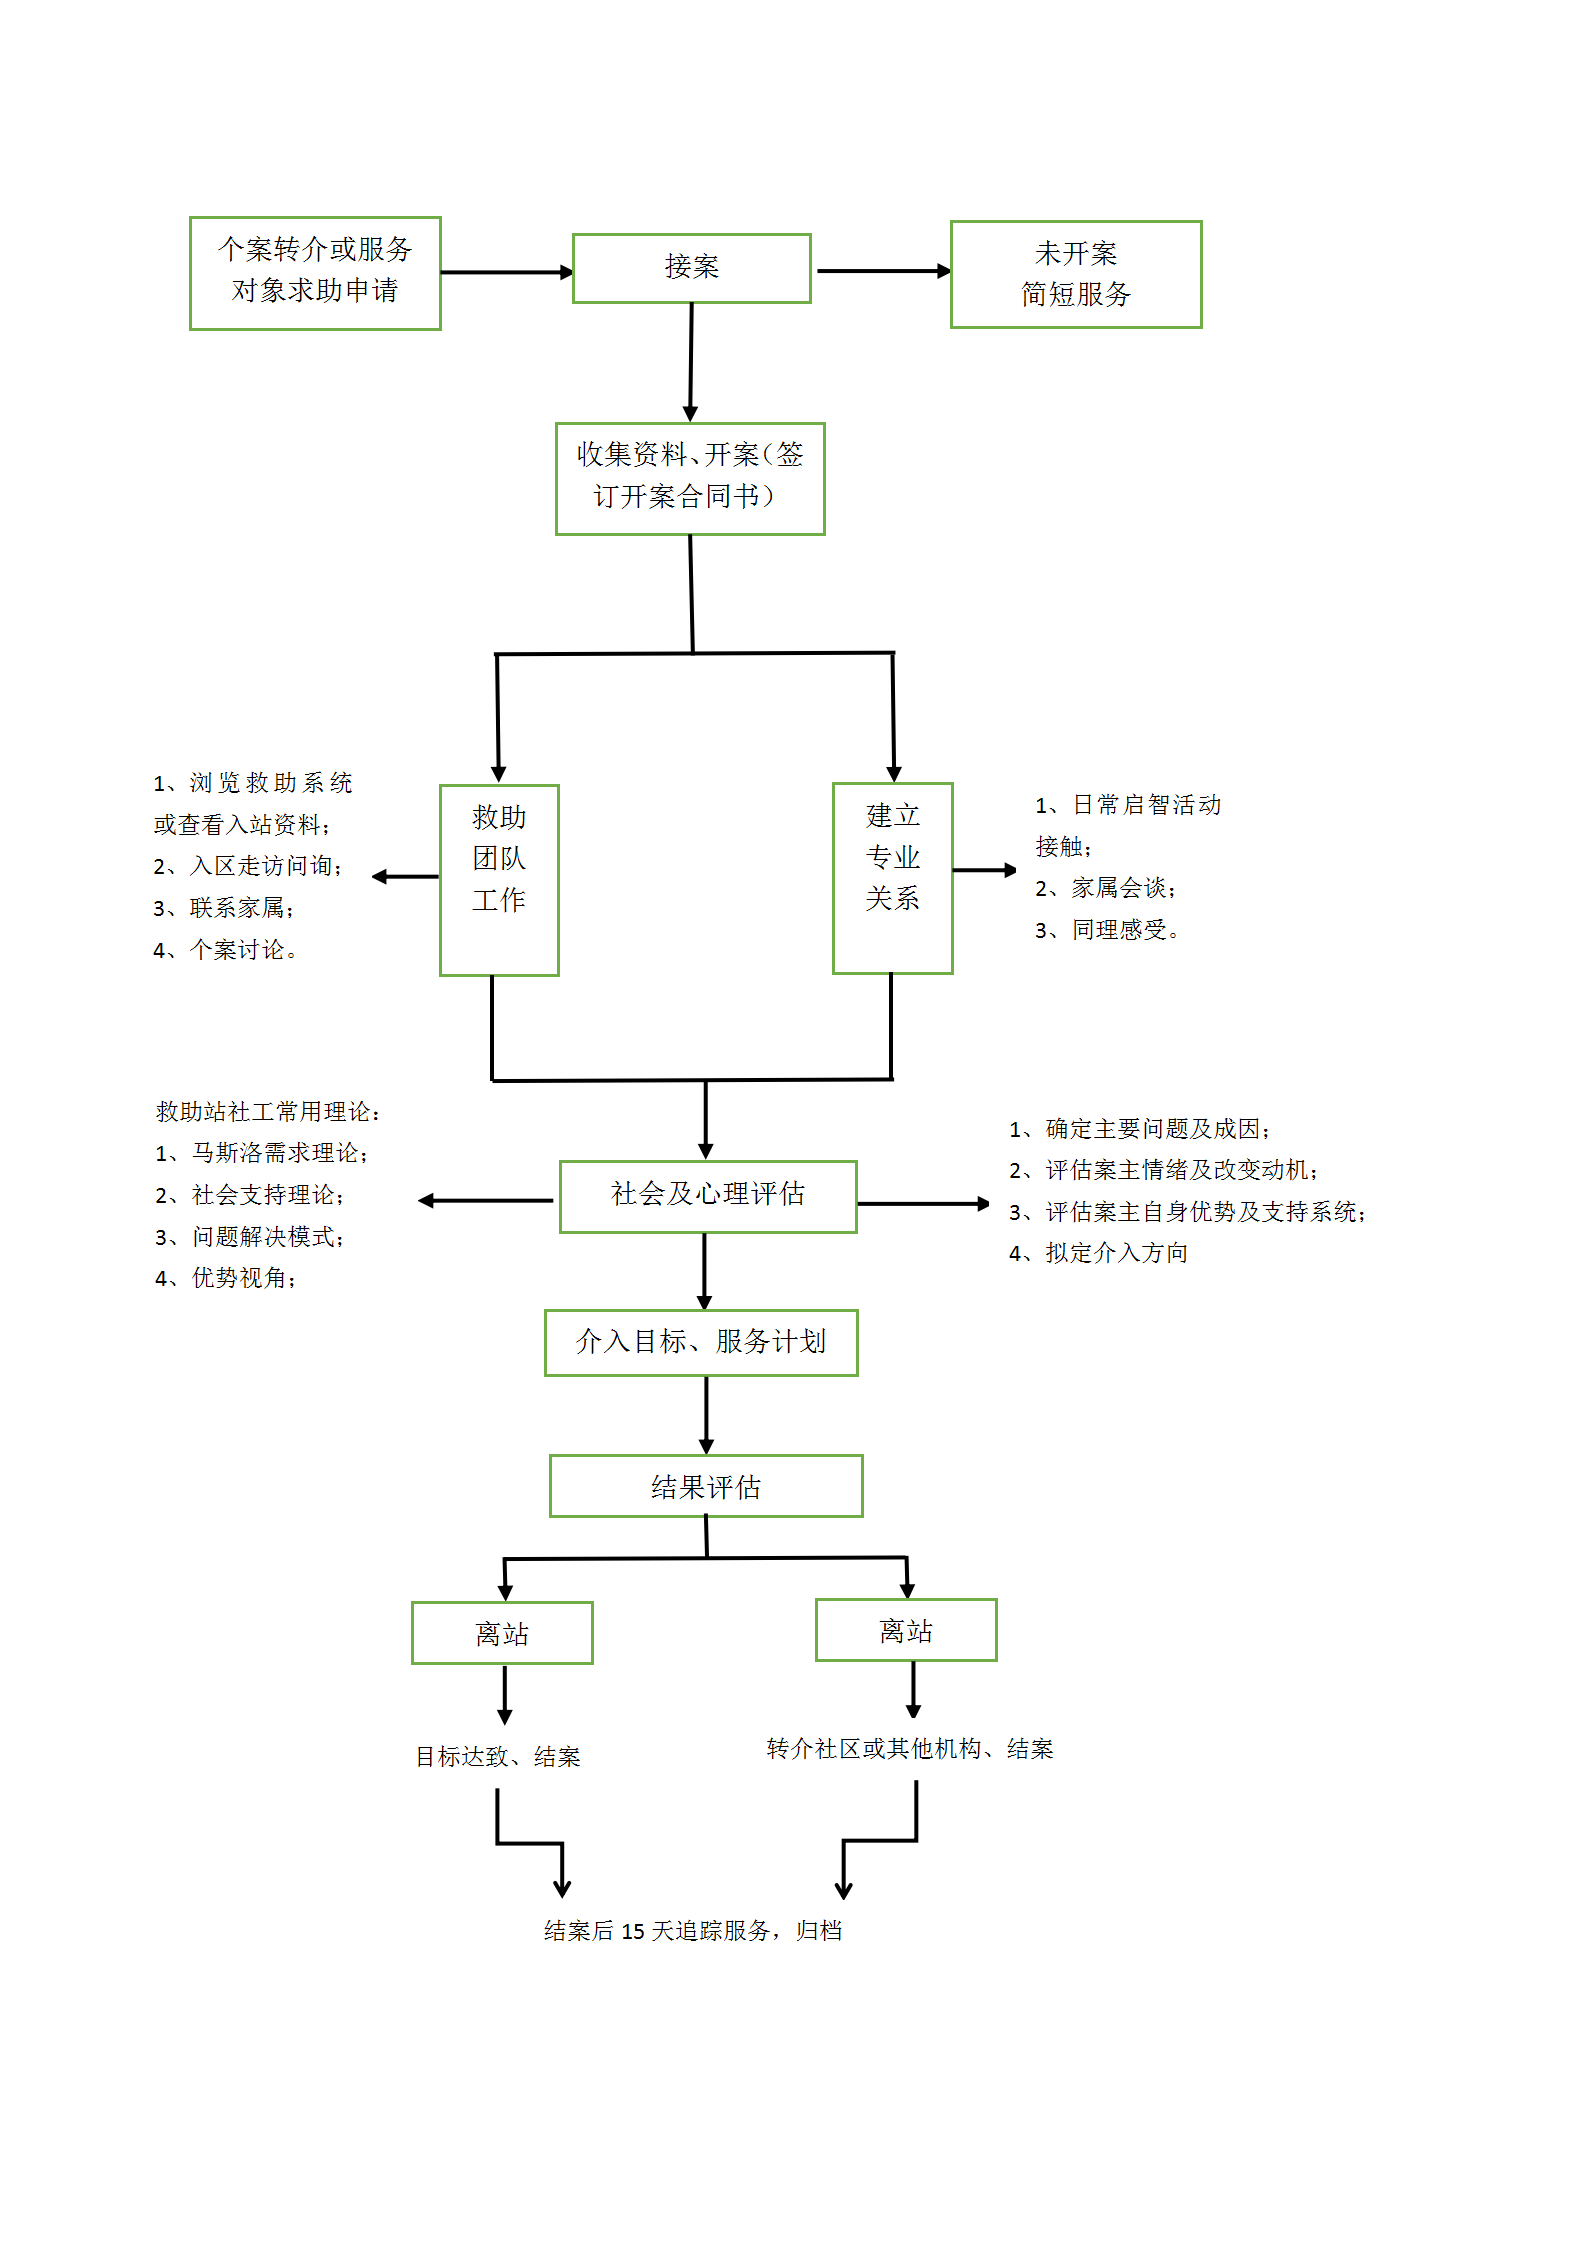 个案转介或服务
对象求助申请
接案
未开案
简短服务
收集资料、开案（签
订开案合同书）
1、浏览救助系统
或查看入站资料；
2、入区走访问询；
3、联系家属；
4、个案讨论。
救助
团队
工作
建立
专业
关系
1、日常启智活动
接触；
2、家属会谈；
3、同理感受。
救助站社工常用理论：
1、马斯洛需求理论；
2、社会支持理论；
3、问题解决模式；
4、优势视角；
社会及心理评估
1、确定主要问题及成因；
2、评估案主情绪及改变动机；
3、评估案主自身优势及支持系统；
4、拟定介入方向
介入目标、服务计划
结果评估
离站
离站
目标达致、结案
转介社区或其他机构、结案
结案后 15 天追踪服务，归档